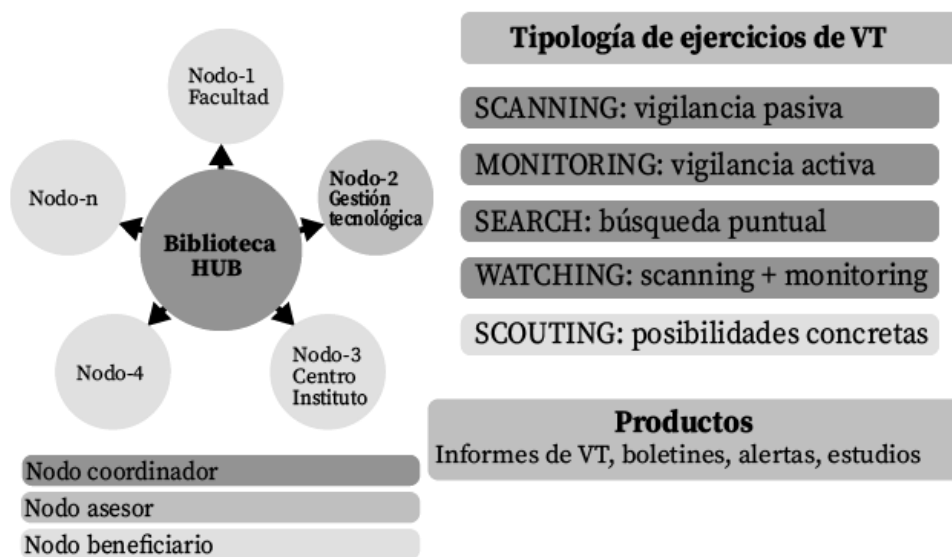 Nodo-1
Facultad
Nodo-n
Nodo-2
Gestión
tecnológica
Biblioteca
HUB
Nodo-4
Nodo-3
Centro
Instituto
Nodo coordinador
Nodo asesor
Nodo beneficiario
Tipología de ejercicios de VT
SCANNING: vigilancia pasiva
MONITORING: vigilancia activa
SEARCH: búsqueda puntual
WATCHING: scanning + monitoring
SCOUTING: posibilidades concretas
Productos
Informes de VT, boletines, alertas, estudios